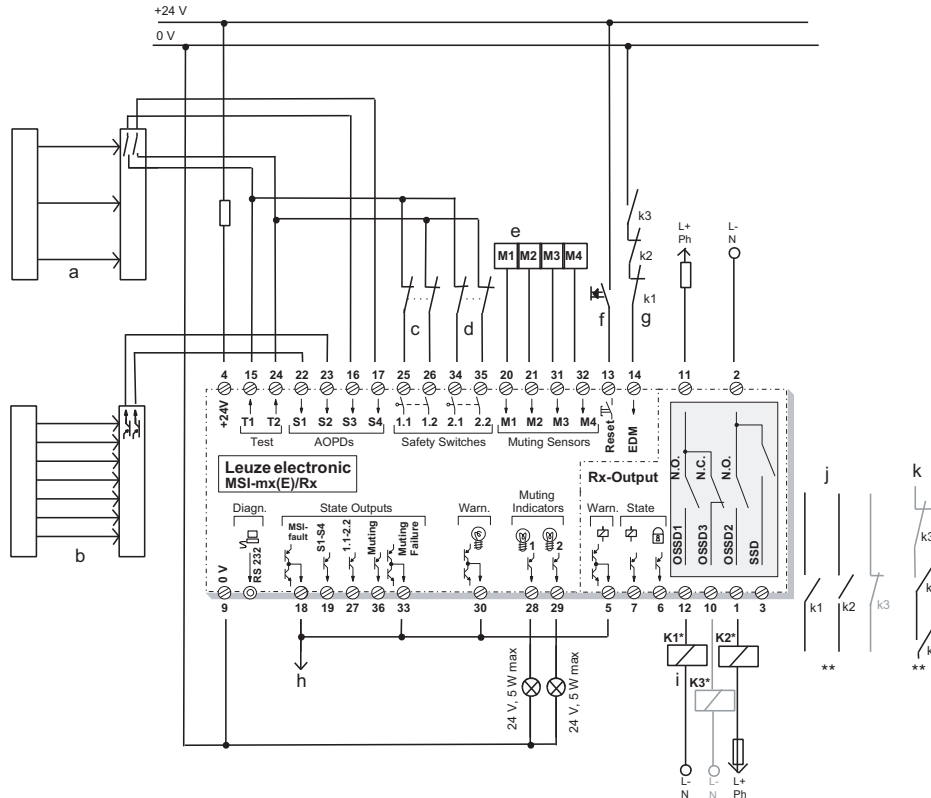 +24 V
0 V
a
b
c
d
e
M1 M2 M3 M4
f
g
k3
k2
k1
L+
Ph
L-
N
4 15 24 22 23 16 17 25 26 34 35 20 21 31 32 13 14 11 2
+24V
T1 T2 S1 S2 S3 S4 1.1 1.2 2.1 2.2 M1 M2 M3 M4
Reset
EDM
Test AOPDs Safety Switches Muting Sensors
N.O.
N.C.
N.O.
OSSD1
OSSD3
OSSD2
SSD
Leuze electronic
MSI-mx(E)/Rx
Rx-Output
Diagn. State Outputs Warn. Muting
Indicators
Warn. State
0 V
RS 232
MSI-
fault
S1-S4
1.1-2.2
Muting
Muting
Failure
1 2
8
9 18 19 27 36 33 30 28 29 5 7 6 12 10 1 3
h
24 V, 5 W max
24 V, 5 W max
K1*
K2*
K3*
i
L-
N
L-
N
L+
Ph
j
k1
k2
k3
**
k
k3
**